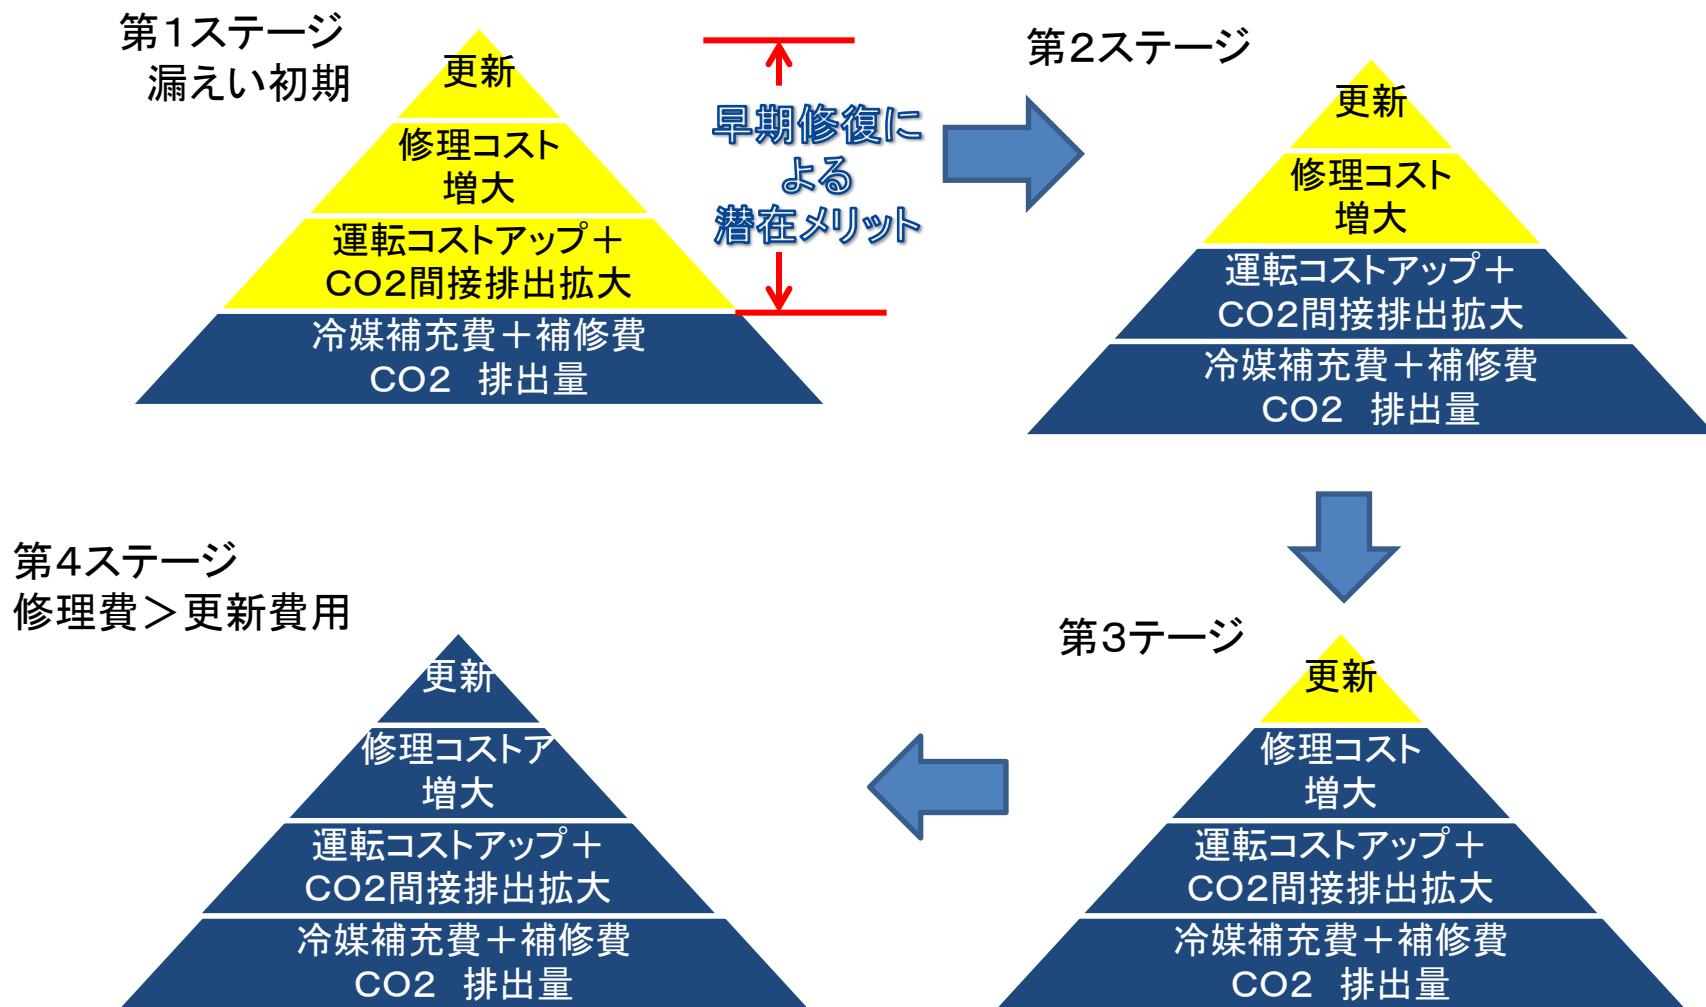 第１ステージ
漏えい初期
更新
修理コスト
増大
運転コストアップ＋
CO2間接排出拡大
冷媒補充費＋補修費
CO2　排出量
早期修復に
よる
潜在メリット
第２ステージ
更新
修理コスト
増大
運転コストアップ＋
CO2間接排出拡大
冷媒補充費＋補修費
CO2　排出量
第３テージ
更新
修理コスト
増大
運転コストアップ＋
CO2間接排出拡大
冷媒補充費＋補修費
CO2　排出量
第４ステージ
修理費＞更新費用
更新
修理コストア
増大
運転コストアップ＋
CO2間接排出拡大
冷媒補充費＋補修費
CO2　排出量